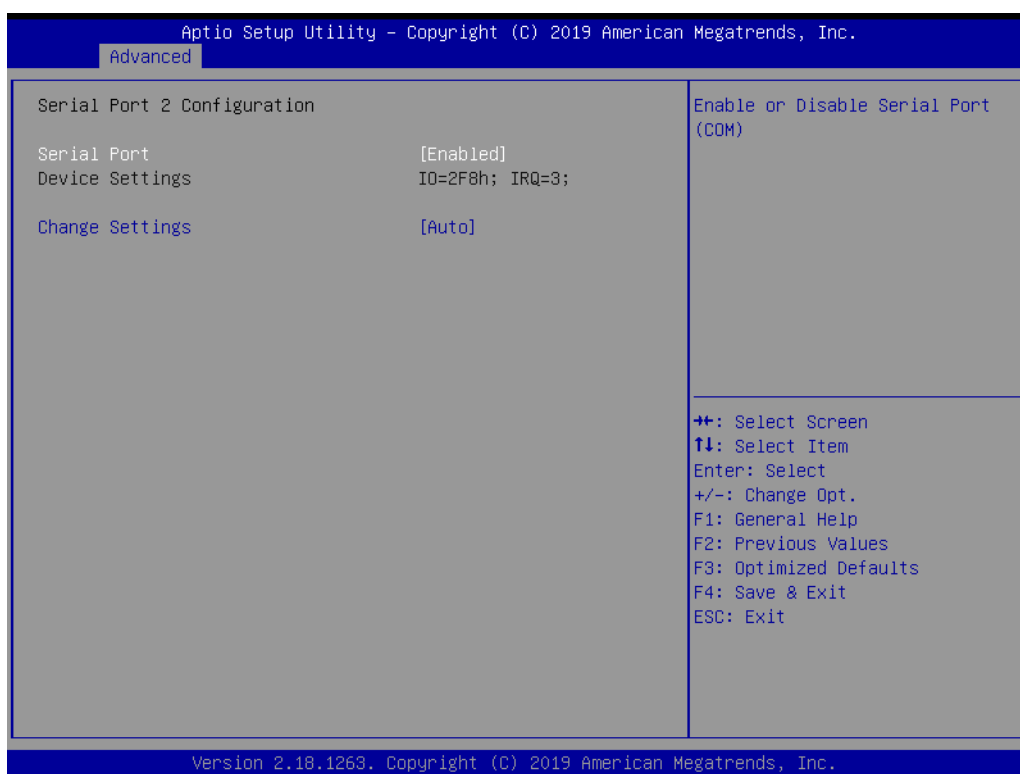 Aptio Setup Utility – Copyright (C) 2019 American Megatrends, Inc.
Advanced
Serial Port 2 Configuration
Serial Port [Enabled]
Device Settings IO=2F8h; IRQ=3;
Change Settings [Auto]
Enable or Disable Serial Port
(COM)
→←: Select Screen
↑↓: Select Item
Enter: Select
+/-: Change Opt.
F1: General Help
F2: Previous Values
F3: Optimized Defaults
F4: Save & Exit
ESC: Exit
Version 2.18.1263. Copyright (C) 2019 American Megatrends, Inc.